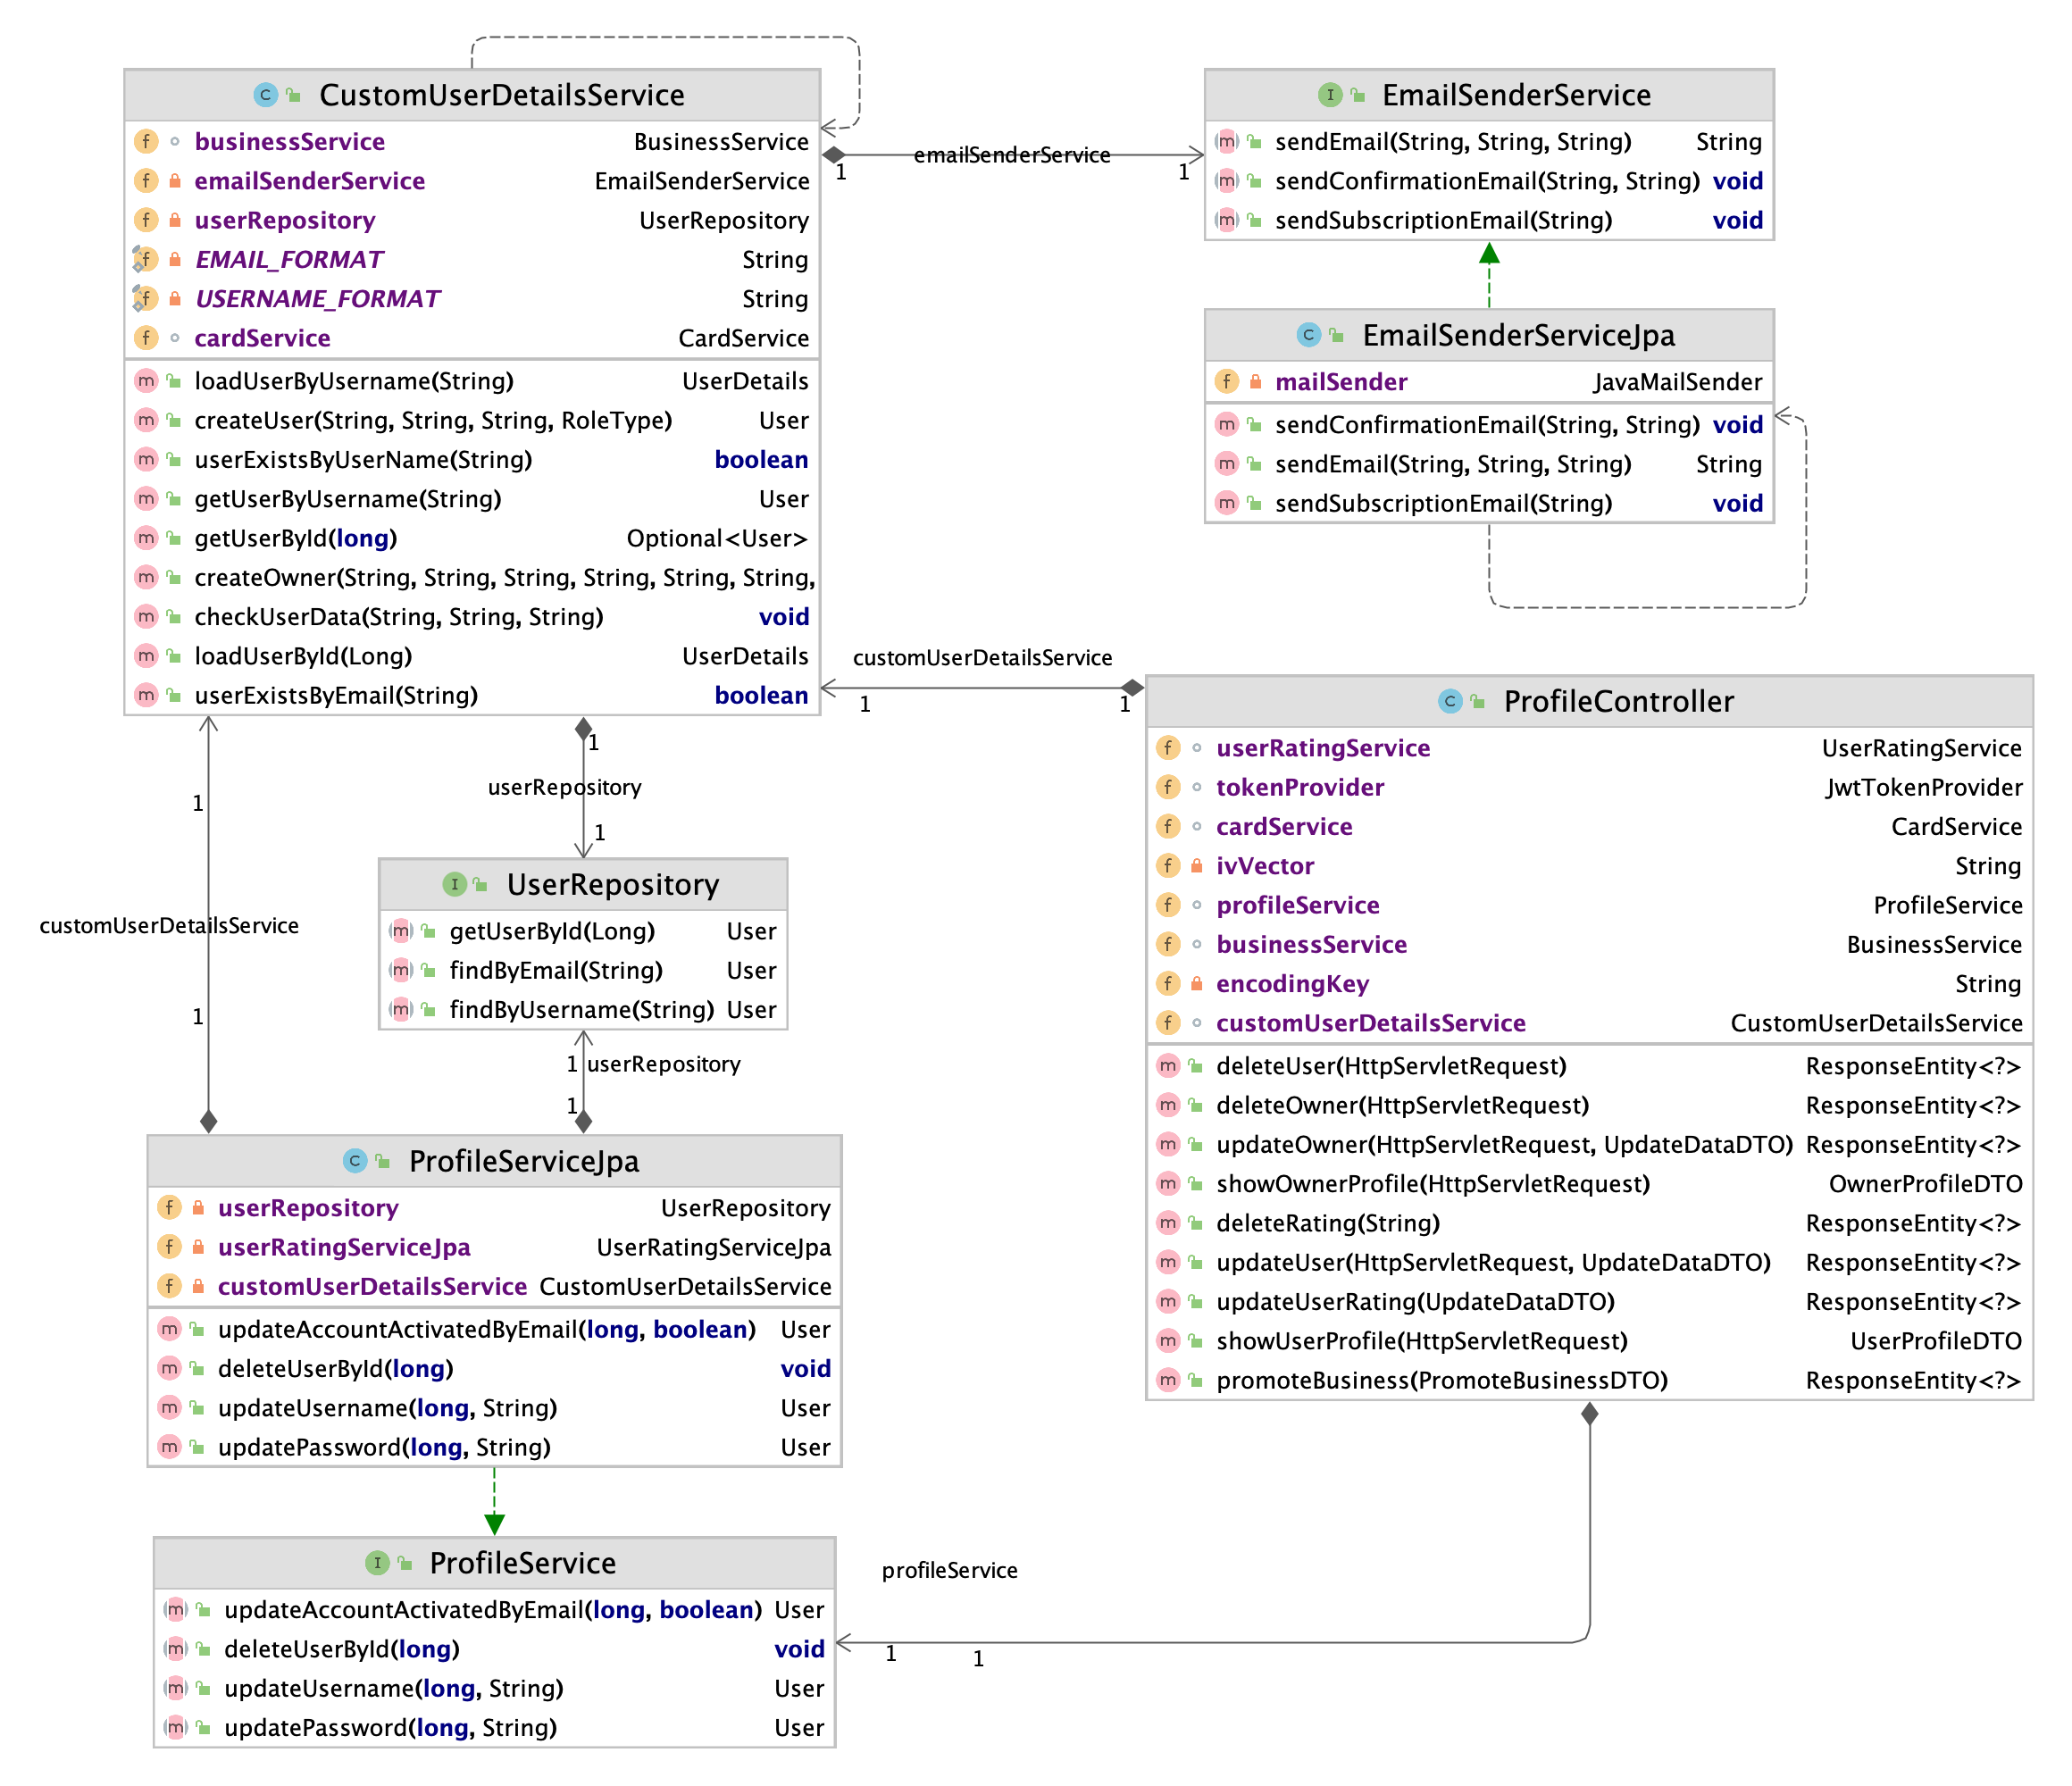 CustomUserDetailsService
businessService BusinessService
emailSenderService EmailSenderService
userRepository UserRepository
EMAIL_FORMAT String
USERNAME_FORMAT String
cardService CardService
loadUserByUsername(String) UserDetails
createUser(String, String, String, RoleType) User
userExistsByUserName(String) boolean
getUserByUsername(String) User
getUserById(long) Optional<User>
createOwner(String, String, String, String, String, String,
checkUserData(String, String, String) void
loadUserById(Long) UserDetails
userExistsByEmail(String) boolean
emailSenderService
1
1
EmailSenderService
sendEmail(String, String, String) String
sendConfirmationEmail(String, String) void
sendSubscriptionEmail(String) void
EmailSenderServiceJpa
mailSender JavaMailSender
sendConfirmationEmail(String, String) void
sendEmail(String, String, String) String
sendSubscriptionEmail(String) void
customUserDetailsService
1
1
ProfileController
userRatingService UserRatingService
tokenProvider JwtTokenProvider
cardService CardService
ivVector String
profileService ProfileService
businessService BusinessService
encodingKey String
customUserDetailsService CustomUserDetailsService
deleteUser(HttpServletRequest) ResponseEntity<?>
deleteOwner(HttpServletRequest) ResponseEntity<?>
updateOwner(HttpServletRequest, UpdateDataDTO) ResponseEntity<?>
showOwnerProfile(HttpServletRequest) OwnerProfileDTO
deleteRating(String) ResponseEntity<?>
updateUser(HttpServletRequest, UpdateDataDTO) ResponseEntity<?>
updateUserRating(UpdateDataDTO) ResponseEntity<?>
showUserProfile(HttpServletRequest) UserProfileDTO
promoteBusiness(PromoteBusinessDTO) ResponseEntity<?>
1
userRepository
1
1
customUserDetailsService
1
UserRepository
getUserById(Long) User
findByEmail(String) User
findByUsername(String) User
1 userRepository
1
ProfileServiceJpa
userRepository UserRepository
userRatingServiceJpa UserRatingServiceJpa
customUserDetailsService CustomUserDetailsService
updateAccountActivatedByEmail(long, boolean) User
deleteUserById(long) void
updateUsername(long, String) User
updatePassword(long, String) User
ProfileService
updateAccountActivatedByEmail(long, boolean) User
deleteUserById(long) void
updateUsername(long, String) User
updatePassword(long, String) User
profileService
1
1